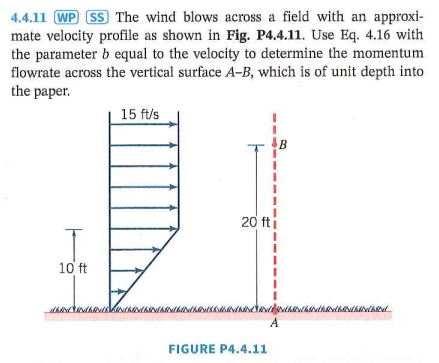 4.4.11 WP SS The wind blows across a field with an approxi-
mate velocity profile as shown in Fig. P4.4.11. Use Eq. 4.16 with
the parameter b equal to the velocity to determine the momentum
flowrate across the vertical surface A–B, which is of unit depth into
the paper.
15 ft/s
B
20 ft
10 ft
A
FIGURE P4.4.11